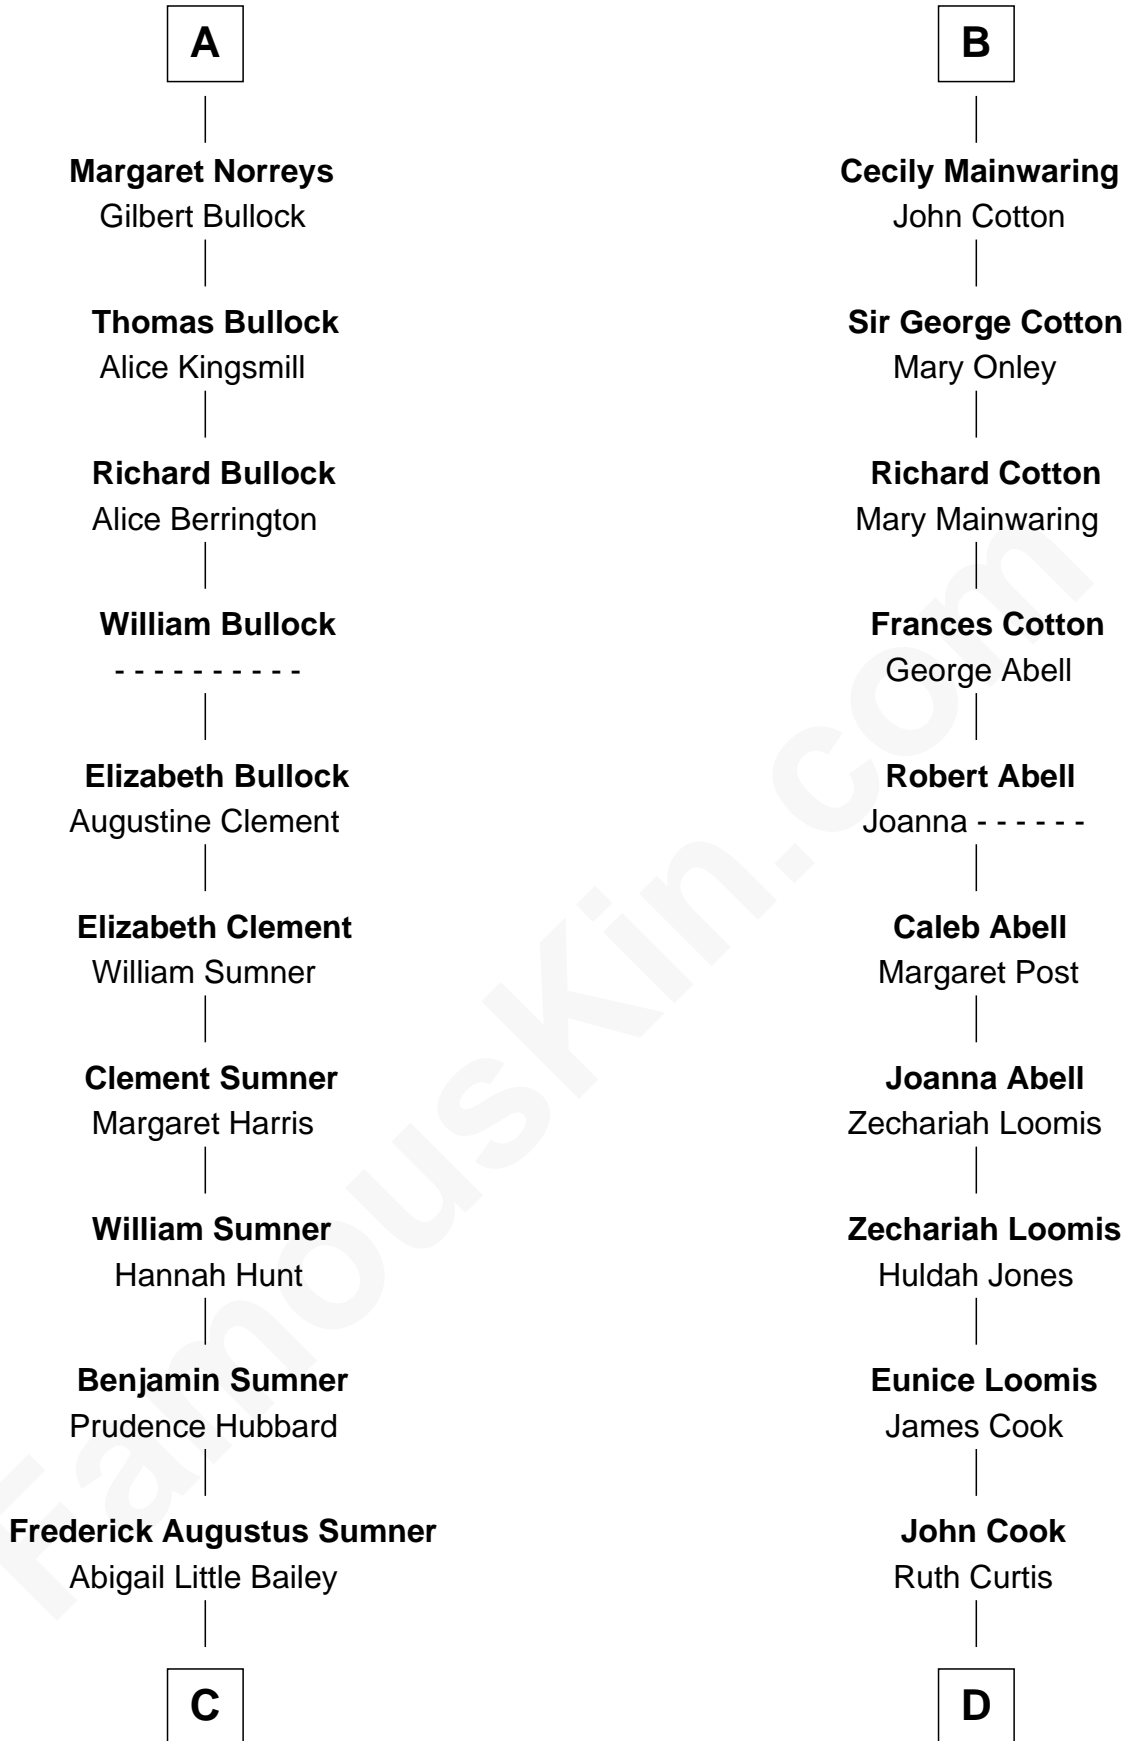 A
Margaret Norreys
Gilbert Bullock
Thomas Bullock
Alice Kingsmill
Richard Bullock
Alice Berrington
William Bullock
- - - - - - - - - -
Elizabeth Bullock
Augustine Clement
Elizabeth Clement
William Sumner
Clement Sumner
Margaret Harris
William Sumner
Hannah Hunt
Benjamin Sumner
Prudence Hubbard
Frederick Augustus Sumner
Abigail Little Bailey
C
B
Cecily Mainwaring
John Cotton
Sir George Cotton
Mary Onley
Richard Cotton
Mary Mainwaring
Frances Cotton
George Abell
Robert Abell
Joanna - - - - - -
Caleb Abell
Margaret Post
Joanna Abell
Zechariah Loomis
Zechariah Loomis
Huldah Jones
Eunice Loomis
James Cook
John Cook
Ruth Curtis
D
FamousKin.com